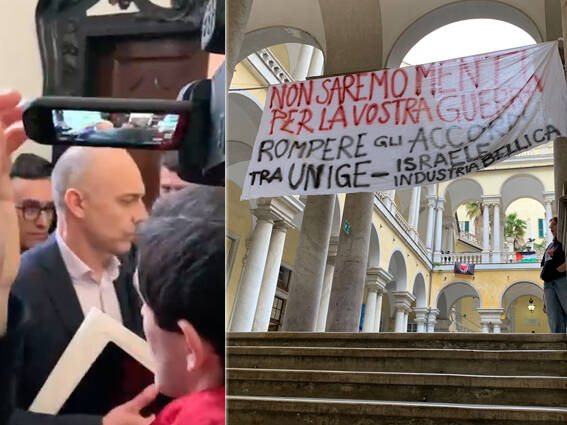 NON SAREMO MENTI
PER LA VOSTRA GUERRA
ROMPERE GLI ACCORDI
TRA UNIGE - ISRAELE
INDUSTRIA BELLICA